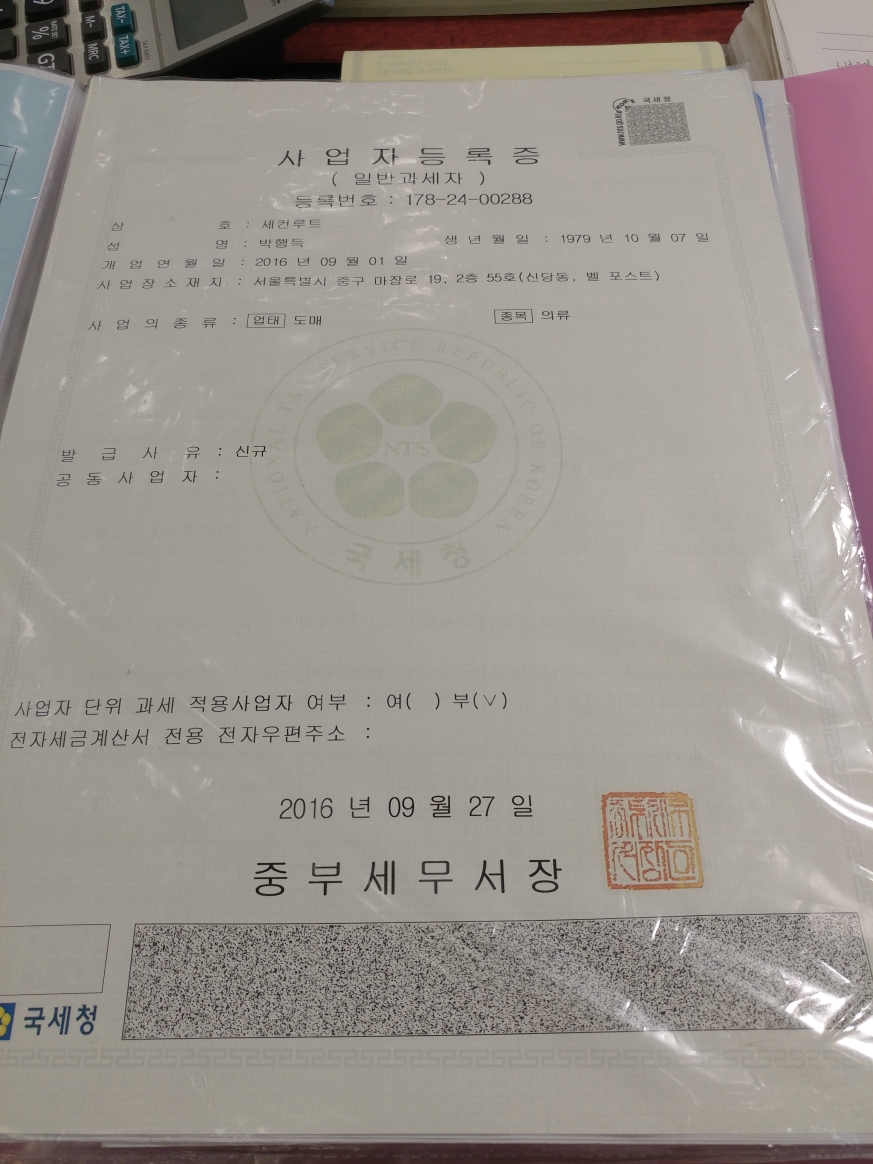 TAX-
TAX+
M-
MRC
%
GT
국세청
사업자등록증
( 일반과세자 )
등록번호 : 178-24-00288
상 호 : 세컨루트
성 명 : 박행득 생 년 월 일 : 1979 년 10 월 07 일
개 업 연 월 일 : 2016 년 09 월 01 일
사 업 장 소 재 지 : 서울특별시 중구 마장로 19, 2층 55호(신당동, 벨 포스트)
사 업 의 종 류 : 업태 도매 종목 의류
NTS
국세청
발 급 사 유 : 신규
공 동 사 업 자 :
사업자 단위 과세 적용사업자 여부 : 여( ) 부(∨)
전자세금계산서 전용 전자우편주소 :
2016 년 09 월 27 일
중부세무서장
국세청